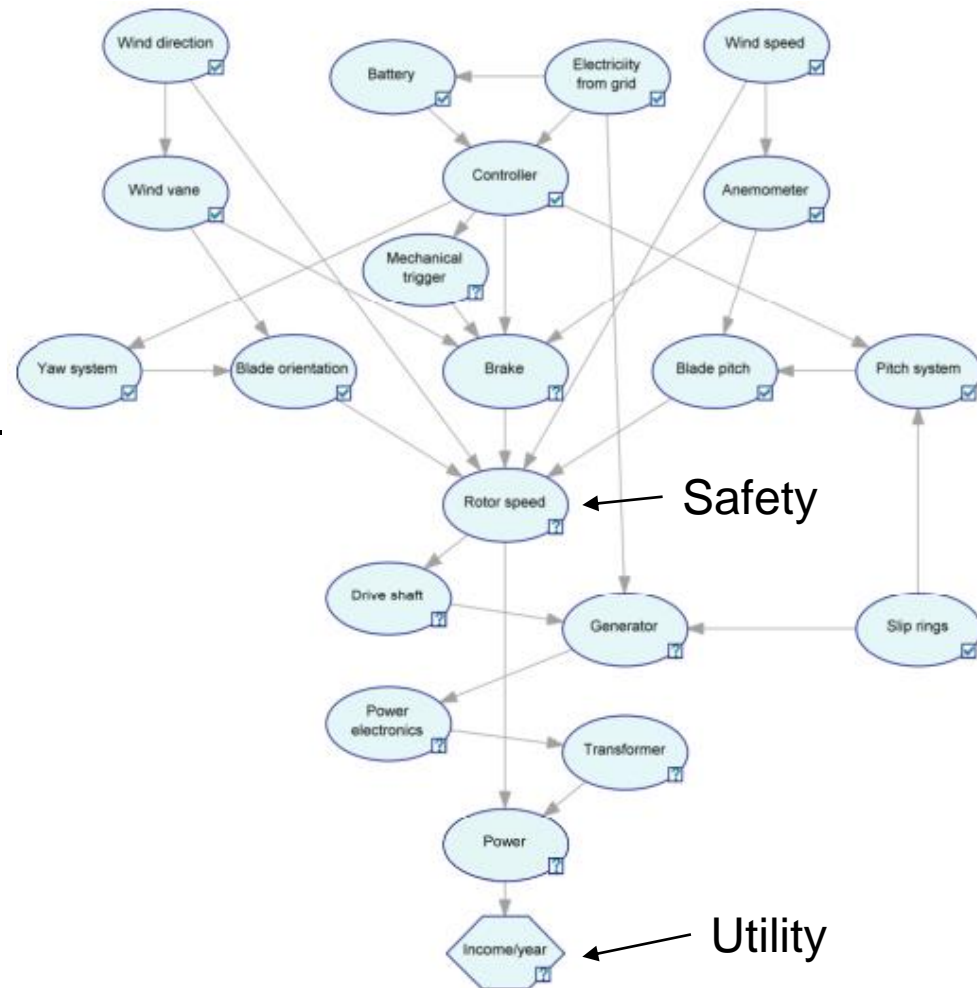 Wind direction
Battery
Electricity
from grid
Wind speed
Wind vane
Controller
Anemometer
Mechanical
trigger
Yaw system
Blade orientation
Brake
Blade pitch
Pitch system
Rotor speed
Safety
Drive shaft
Generator
Slip rings
Power
electronics
Transformer
Power
Income/year
Utility